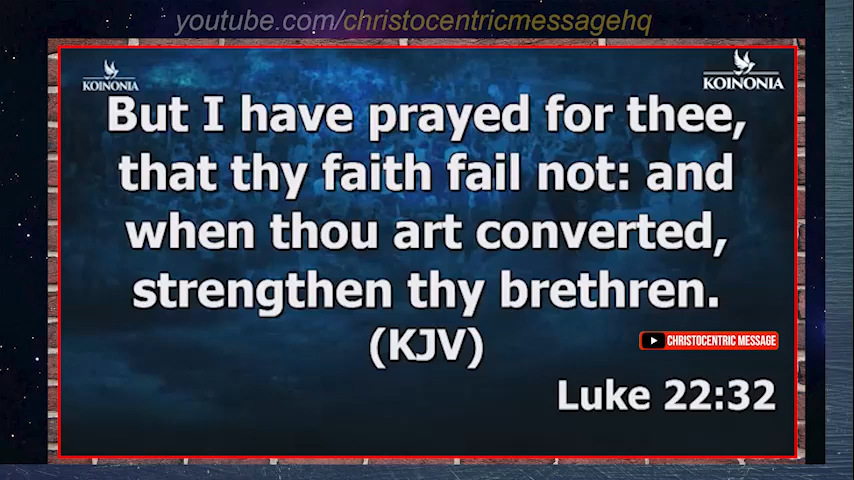 youtube.com/christocentricmessagehq
KOINONIA
KOINONIA
But I have prayed for thee,
that thy faith fail not: and
when thou art converted,
strengthen thy brethren.
(KJV)
CHRISTOCENTRIC MESSAGE
Luke 22:32